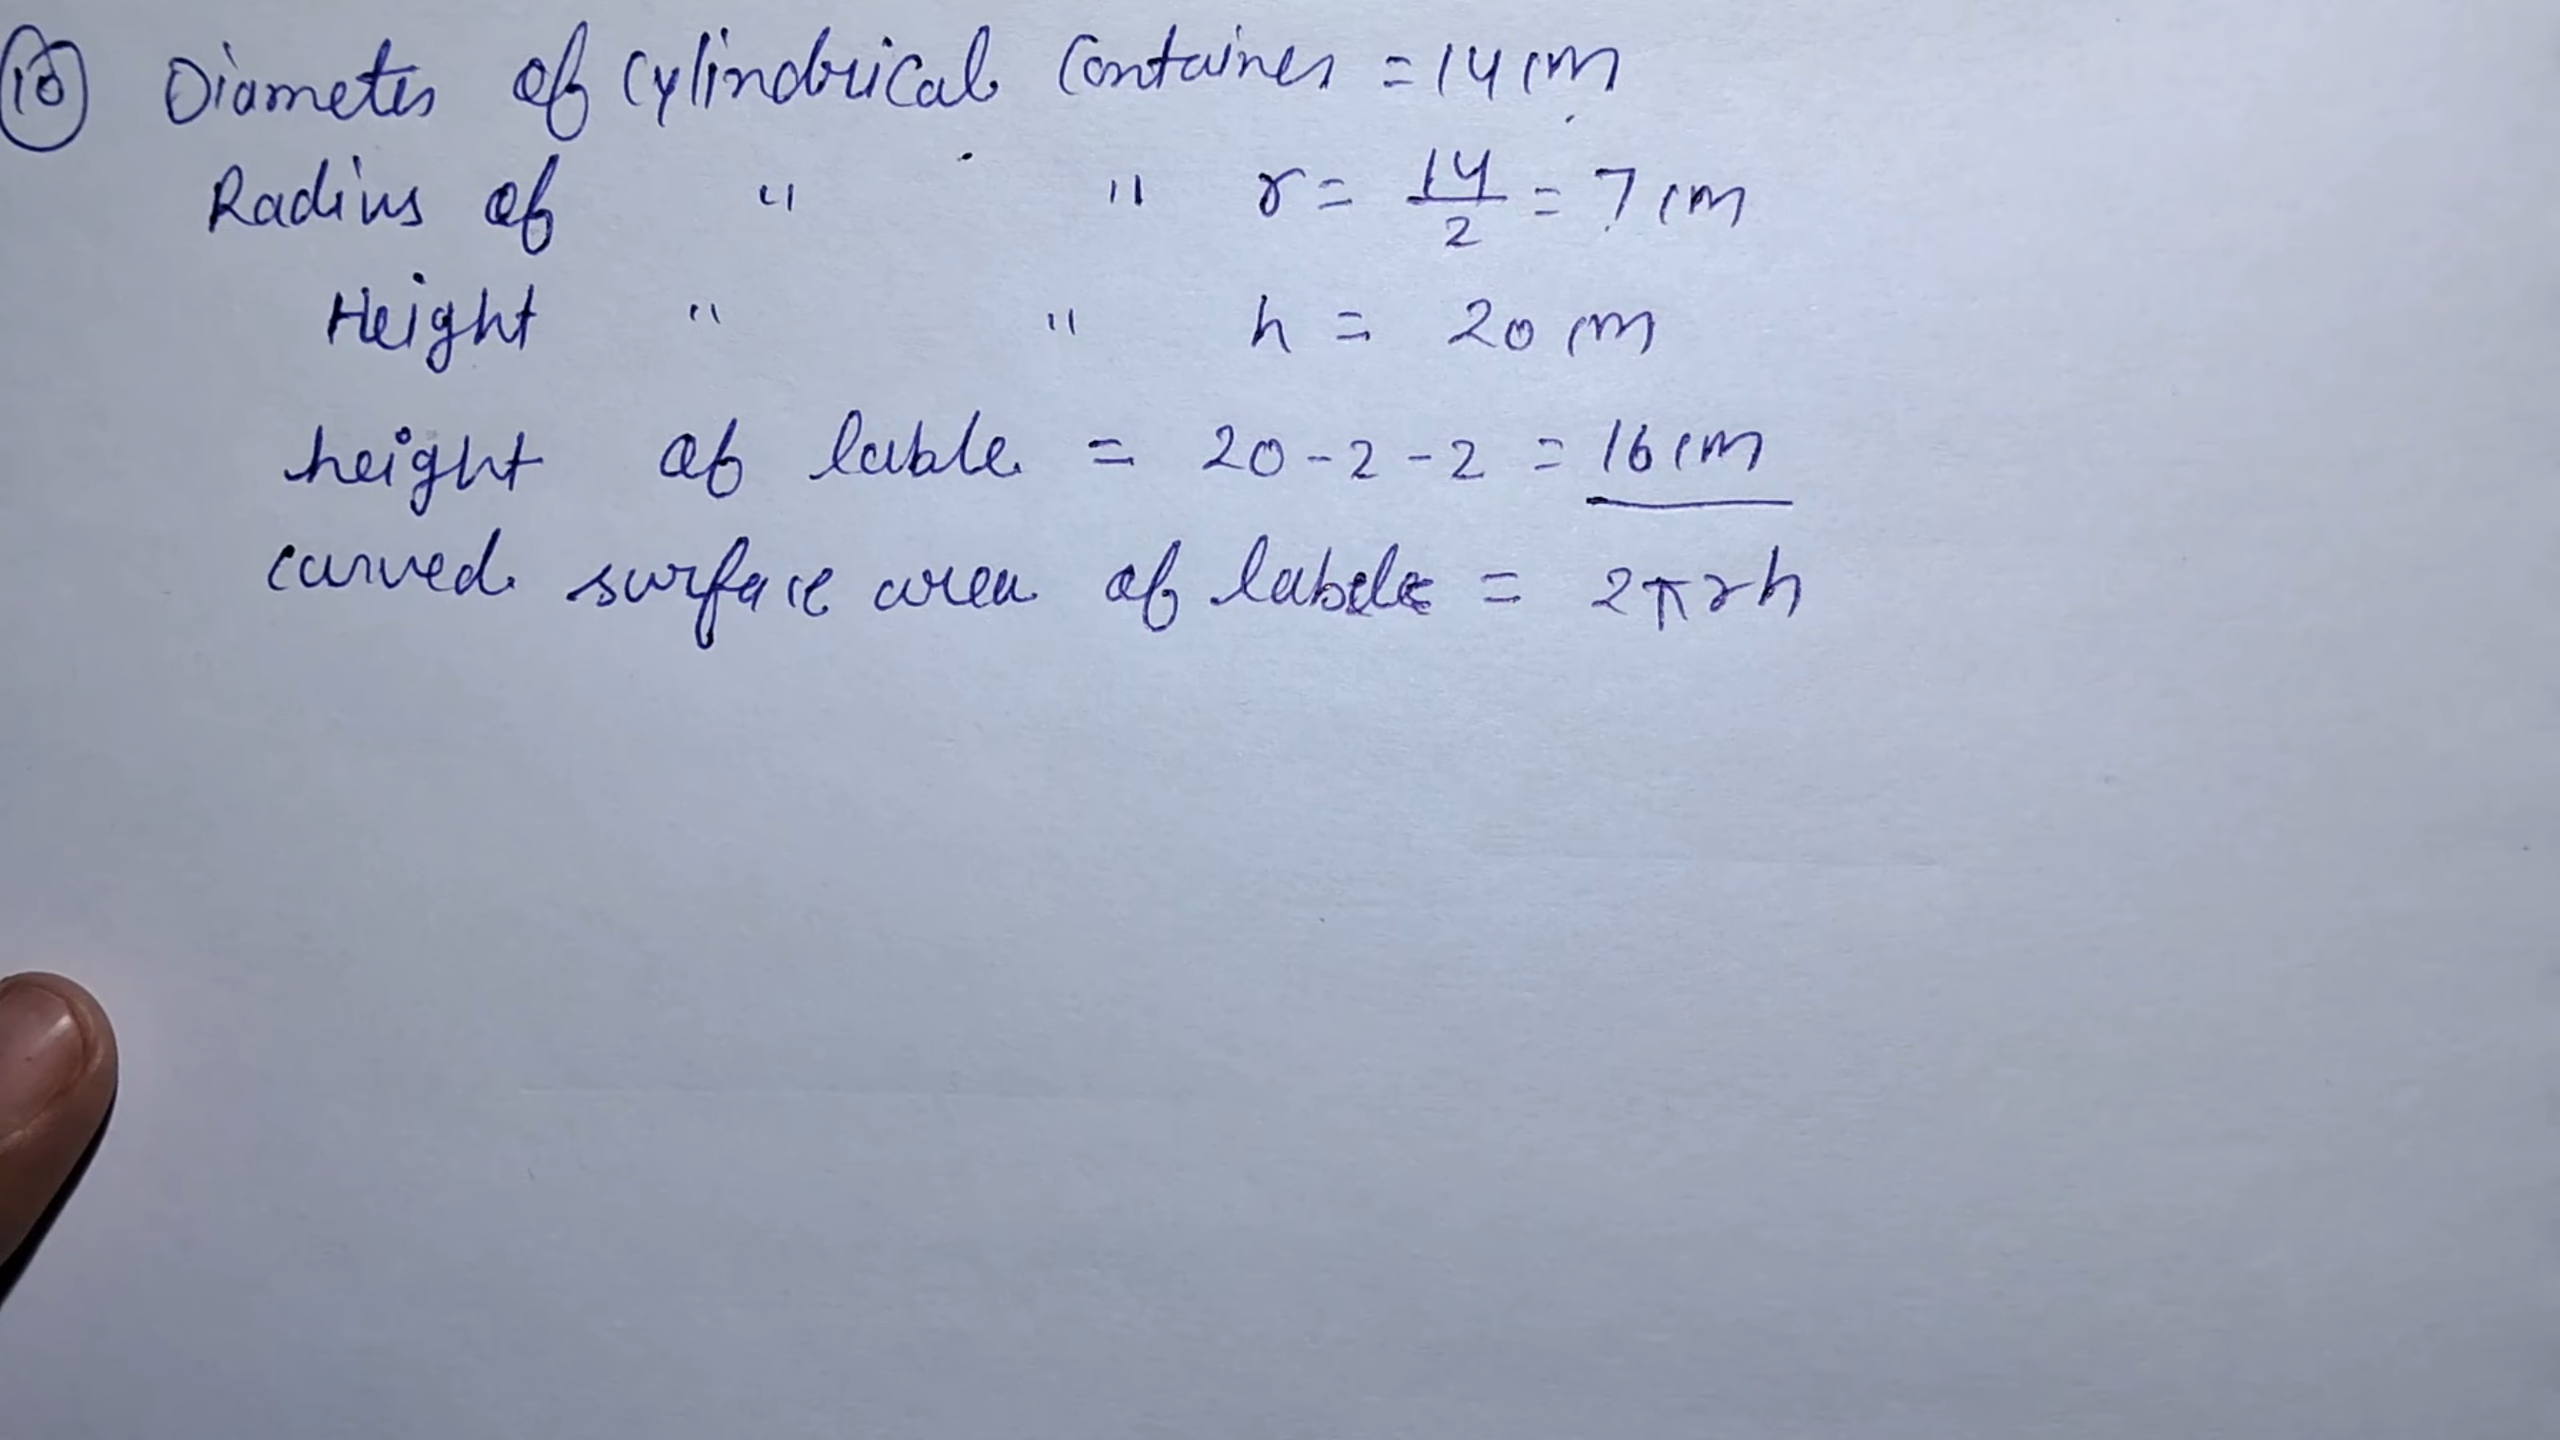 10 Diameter of Cylindrical Container = 14 cm
Radius of " " r = 14/2 = 7 cm
Height " " h = 20 cm
height of lable = 20 - 2 - 2 = 16 cm
curved surface area of label = 2πrh